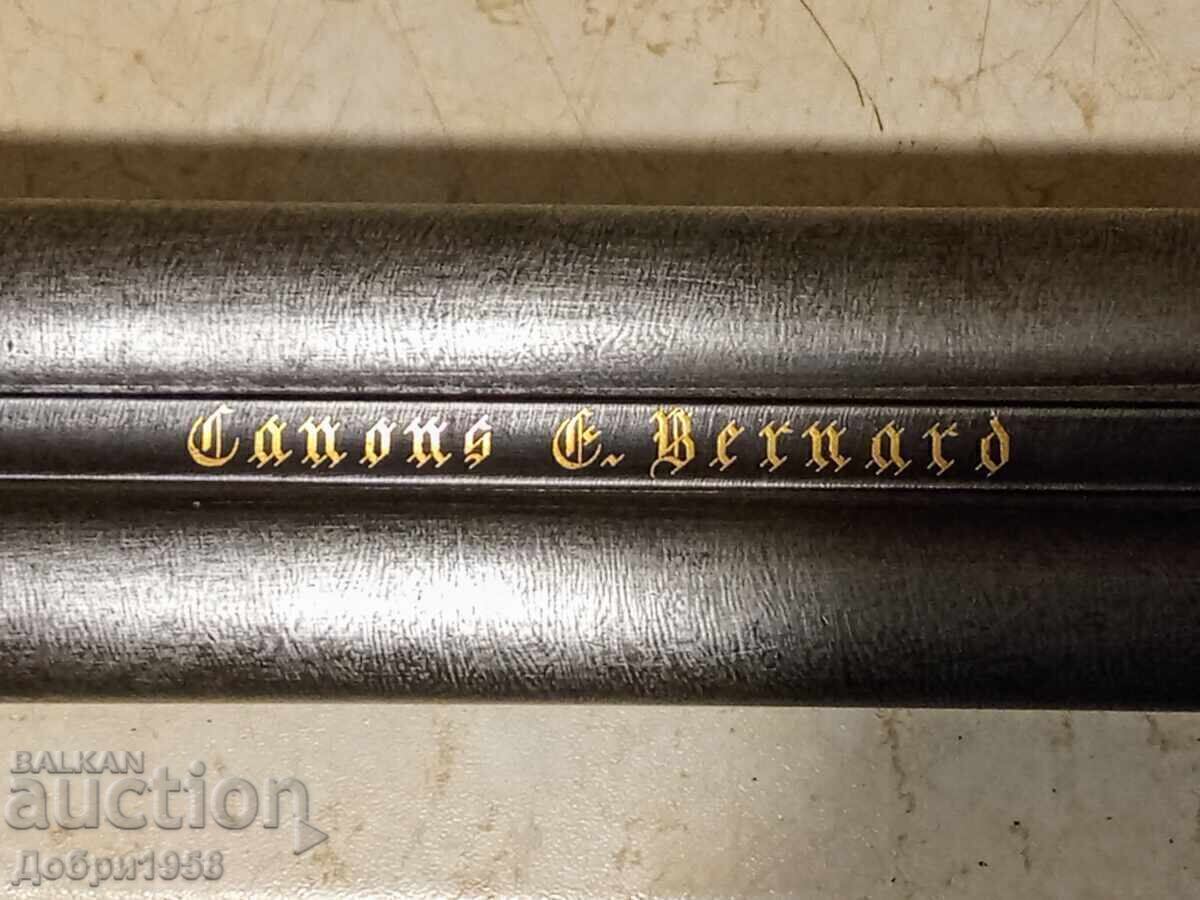 Canons E. Bernard
BALKAN
auction
Добри1958